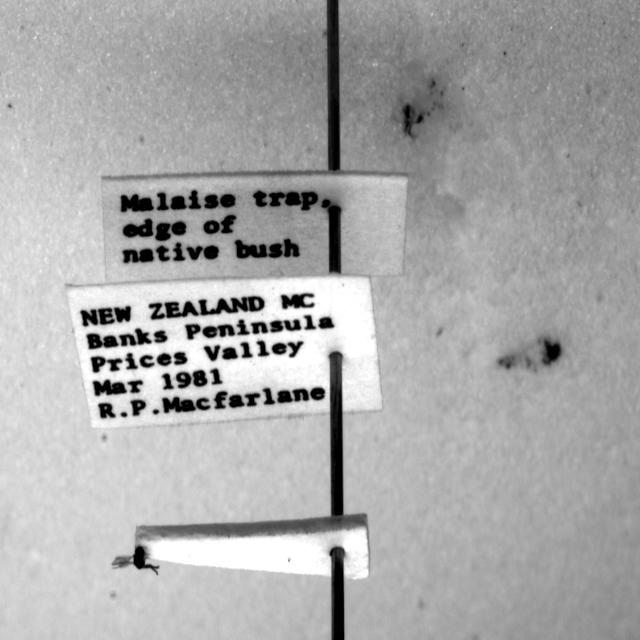 Malaise trap,
edge of
native bush
NEW ZEALAND MC
Banks Peninsula
Prices Valley
Mar 1981
R.P.Macfarlane